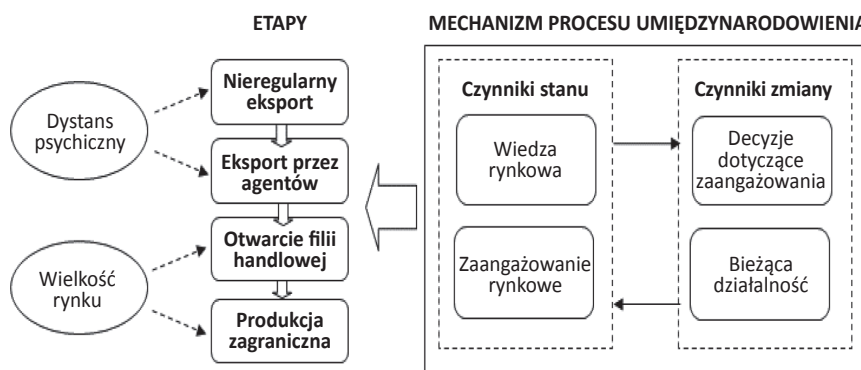 ETAPY
Nieregularny
eksport
Eksport przez
agentów
Otwarcie filii
handlowej
Produkcja
zagraniczna
Dystans
psychiczny
Wielkość
rynku
MECHANIZM PROCESU UMIĘDZYNARODOWIENIA
Czynniki stanu
Wiedza
rynkowa
Zaangażowanie
rynkowe
Czynniki zmiany
Decyzje
dotyczące
zaangażowania
Bieżąca
działalność